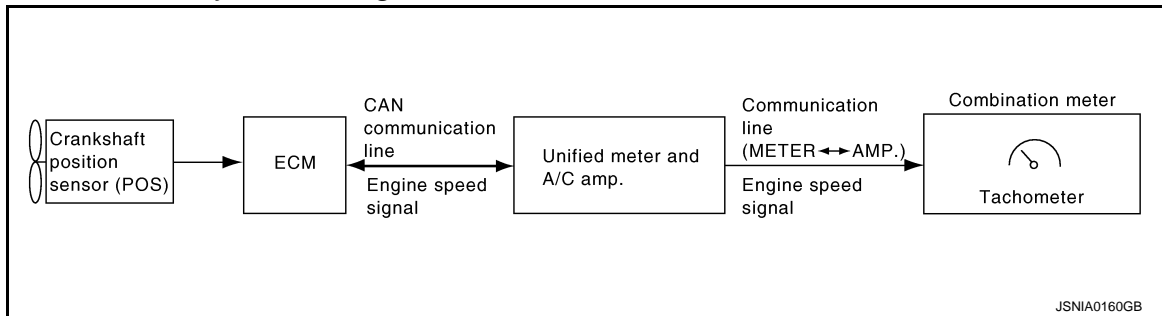 Crankshaft
position
sensor (POS)
ECM
CAN
communication
line
Engine speed
signal
Unified meter and
A/C amp.
Communication
line
(METER ↔ AMP.)
Engine speed
signal
Combination meter
Tachometer
JSNIA0160GB